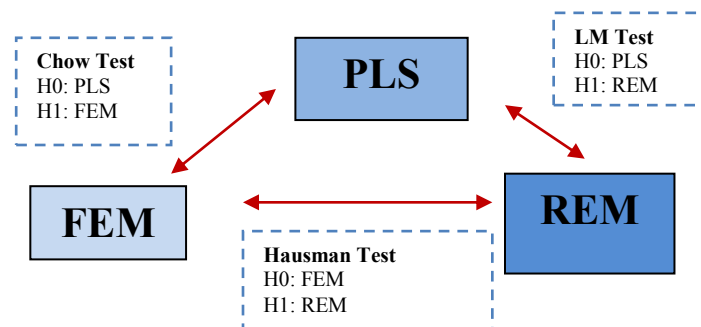 Chow Test
H0: PLS
H1: FEM
PLS
LM Test
H0: PLS
H1: REM
FEM
REM
Hausman Test
H0: FEM
H1: REM